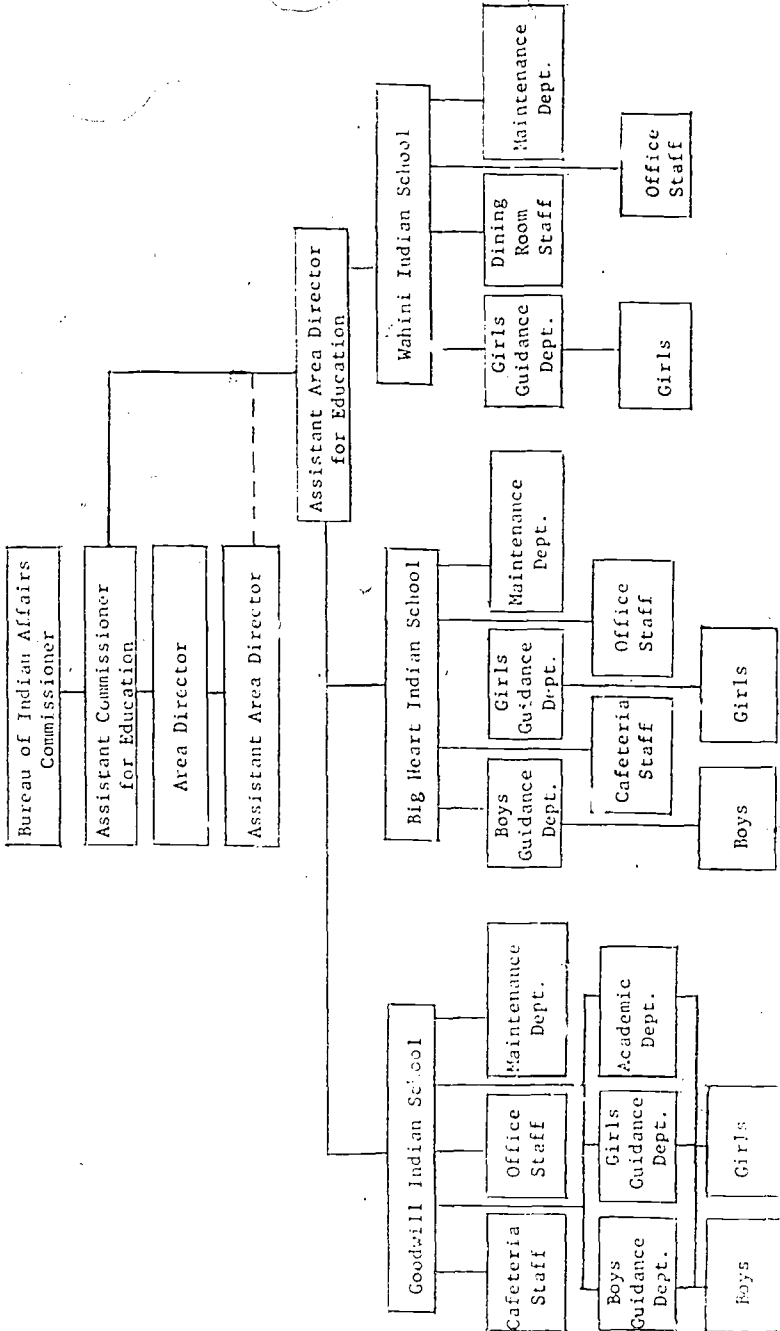 Bureau of Indian Affairs
Commissioner
Assistant Commissioner
for Education
Area Director
Assistant Area Director
Assistant Area Director
for Education
Goodwill Indian School
Cafeteria
Staff
Office
Staff
Maintenance
Dept.
Boys
Guidance
Dept.
Girls
Guidance
Dept.
Academic
Dept.
Boys
Girls
Big Heart Indian School
Boys
Guidance
Dept.
Girls
Guidance
Dept.
Maintenance
Dept.
Cafeteria
Staff
Office
Staff
Boys
Girls
Wahini Indian School
Girls
Guidance
Dept.
Dining
Room
Staff
Maintenance
Dept.
Office
Staff
Girls